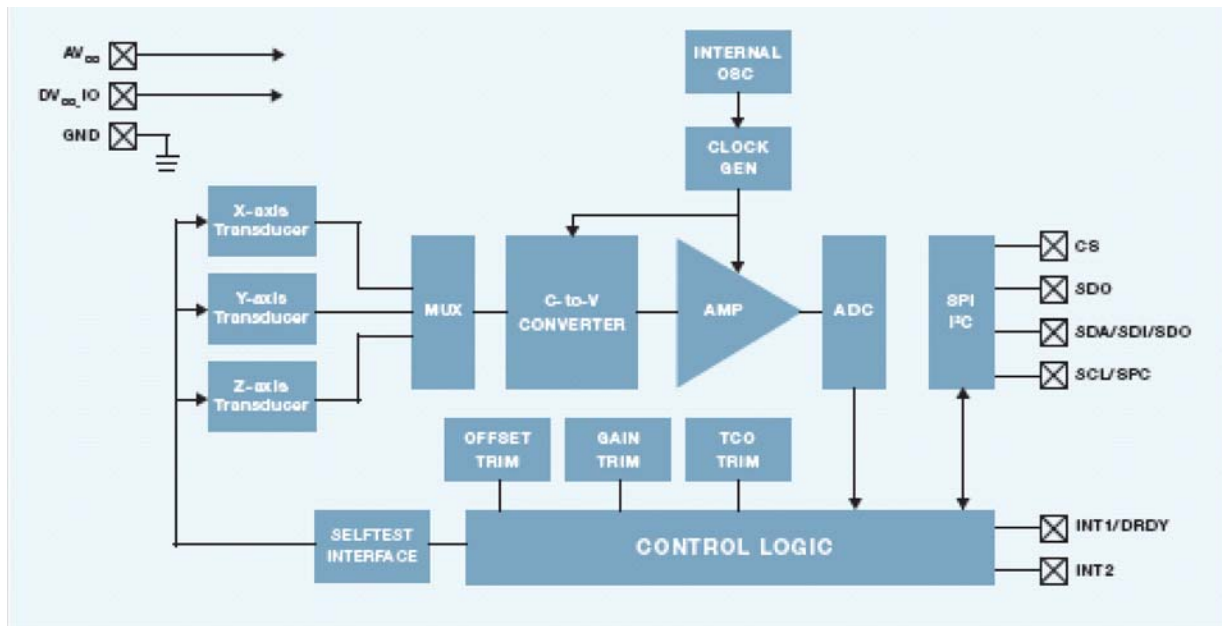 AVDD
DVDD_IO
GND
INTERNAL
OSC
CLOCK
GEN
X-axis
Transducer
Y-axis
Transducer
Z-axis
Transducer
MUX
C-to-V
CONVERTER
AMP
ADC
SPI
I²C
CS
SDO
SDA/SDI/SDO
SCL/SPC
OFFSET
TRIM
GAIN
TRIM
TCO
TRIM
SELFTEST
INTERFACE
CONTROL LOGIC
INT1/DRDY
INT2